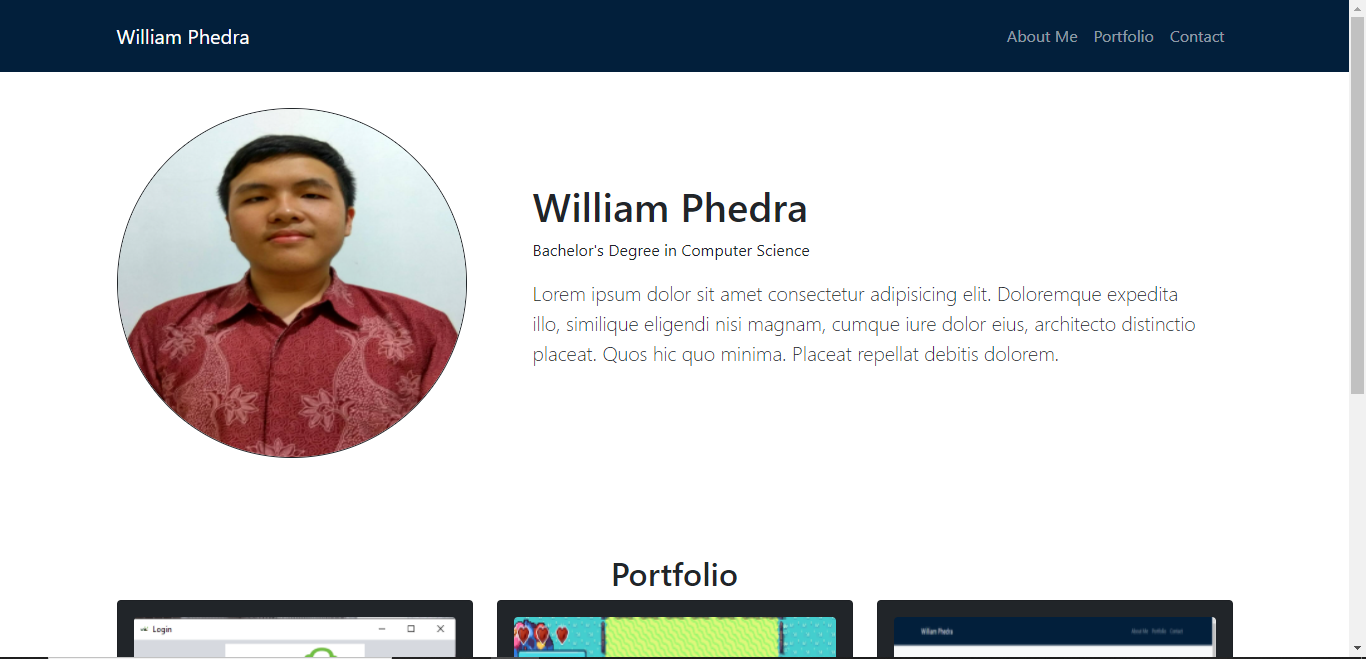 William Phedra
About Me Portfolio Contact
William Phedra
Bachelor's Degree in Computer Science
Lorem ipsum dolor sit amet consectetur adipisicing elit. Doloremque expedita
illo, similique eligendi nisi magnam, cumque iure dolor eius, architecto distinctio
placeat. Quos hic quo minima. Placeat repellat debitis dolorem.
Portfolio
Login
William Phedra
About Me Portfolio Contact